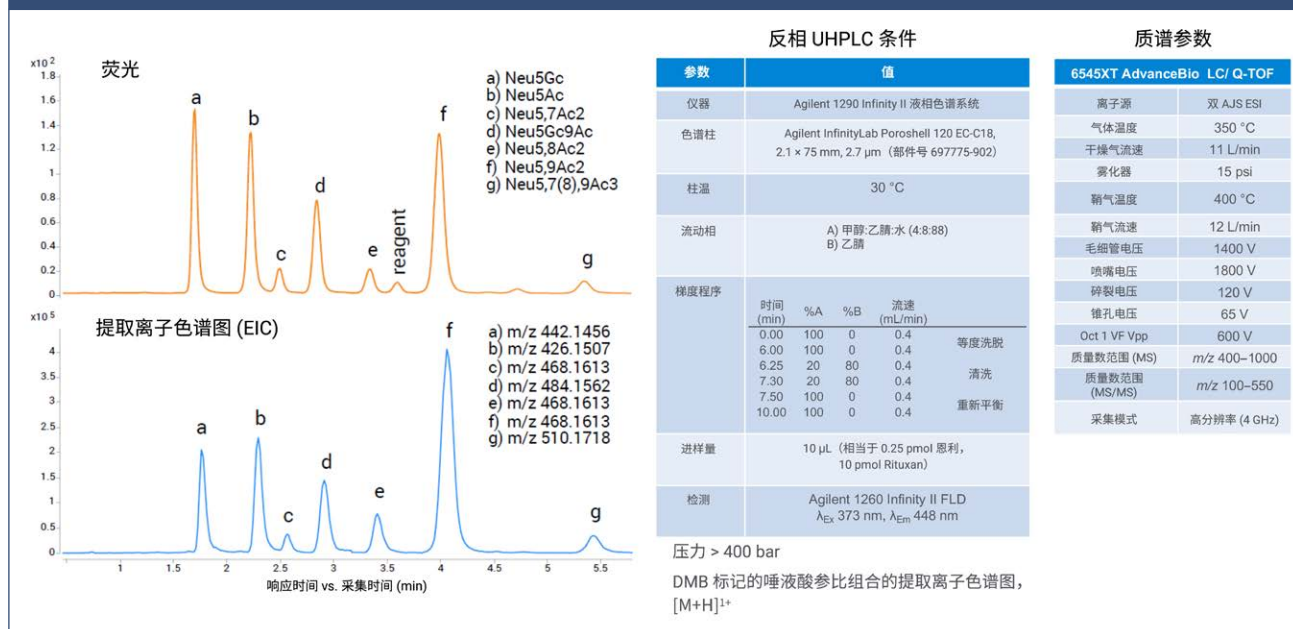 荧光
x10 2
1.8
1.6
1.4
1.2
1.0
0.8
0.6
0.4
0.2
0
a
b
c
d
e
reagent
f
g
a) Neu5Gc
b) Neu5Ac
c) Neu5,7Ac2
d) Neu5Gc9Ac
e) Neu5,8Ac2
f) Neu5,9Ac2
g) Neu5,7(8),9Ac3
提取离子色谱图 (EIC)
x10 5
4
3.5
3
2.5
2
1.5
1
0.5
0
a
b
c
d
e
f
g
a) m/z 442.1456
b) m/z 426.1507
c) m/z 468.1613
d) m/z 484.1562
e) m/z 468.1613
f) m/z 468.1613
g) m/z 510.1718
1 1.5 2 2.5 3 3.5 4 4.5 5 5.5
响应时间 vs. 采集时间 (min)
反相 UHPLC 条件
参数 值
仪器 Agilent 1290 Infinity II 液相色谱系统
色谱柱 Agilent InfinityLab Poroshell 120 EC-C18,
2.1 × 75 mm, 2.7 µm（部件号 697775-902）
柱温 30 °C
流动相 A) 甲醇:乙腈:水 (4:8:88)
B) 乙腈
梯度程序
时间 (min) %A %B 流速 (mL/min)
0.00 100 0 0.4
6.00 100 0 0.4 等度洗脱
6.25 20 80 0.4
7.30 20 80 0.4 清洗
7.50 100 0 0.4
10.00 100 0 0.4 重新平衡
进样量 10 µL（相当于 0.25 pmol 恩利，
10 pmol Rituxan）
检测 Agilent 1260 Infinity II FLD
λEx 373 nm, λEm 448 nm
压力 > 400 bar
DMB 标记的唾液酸参比组合的提取离子色谱图，
[M+H]1+
质谱参数
6545XT AdvanceBio LC/ Q-TOF
离子源 双 AJS ESI
气体温度 350 °C
干燥气流速 11 L/min
雾化器 15 psi
鞘气温度 400 °C
鞘气流速 12 L/min
毛细管电压 1400 V
喷嘴电压 1800 V
碎裂电压 120 V
锥孔电压 65 V
Oct 1 VF Vpp 600 V
质量数范围 (MS) m/z 400–1000
质量数范围
(MS/MS) m/z 100–550
采集模式 高分辨率 (4 GHz)